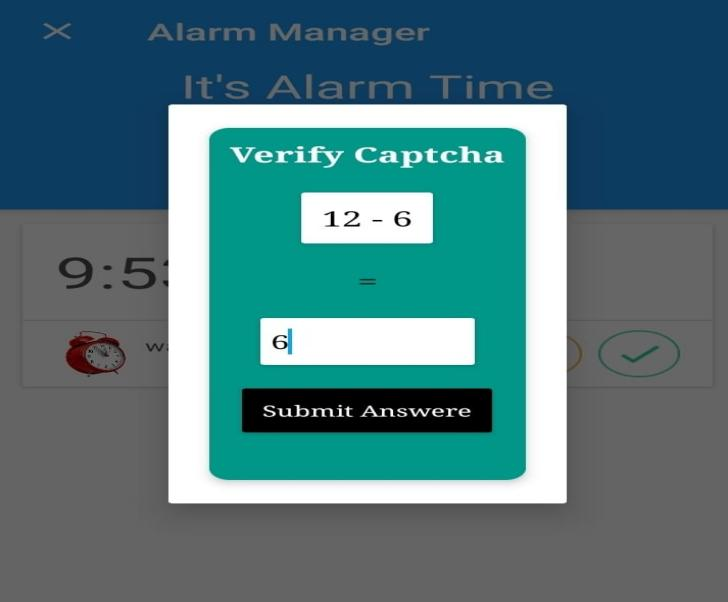 Alarm Manager
It's Alarm Time
Verify Captcha
12 - 6
=
6
Submit Answere